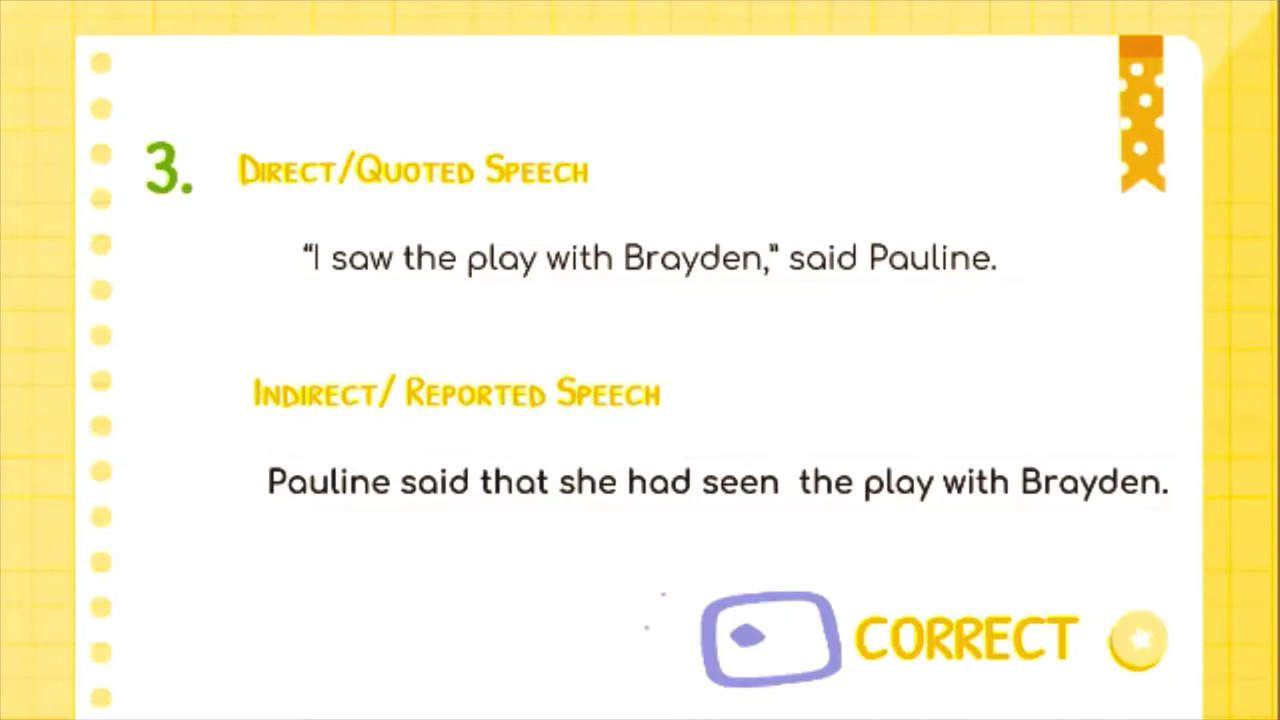 3. DIRECT/QUOTED SPEECH
“I saw the play with Brayden,” said Pauline.
INDIRECT/ REPORTED SPEECH
Pauline said that she had seen  the play with Brayden.
CORRECT